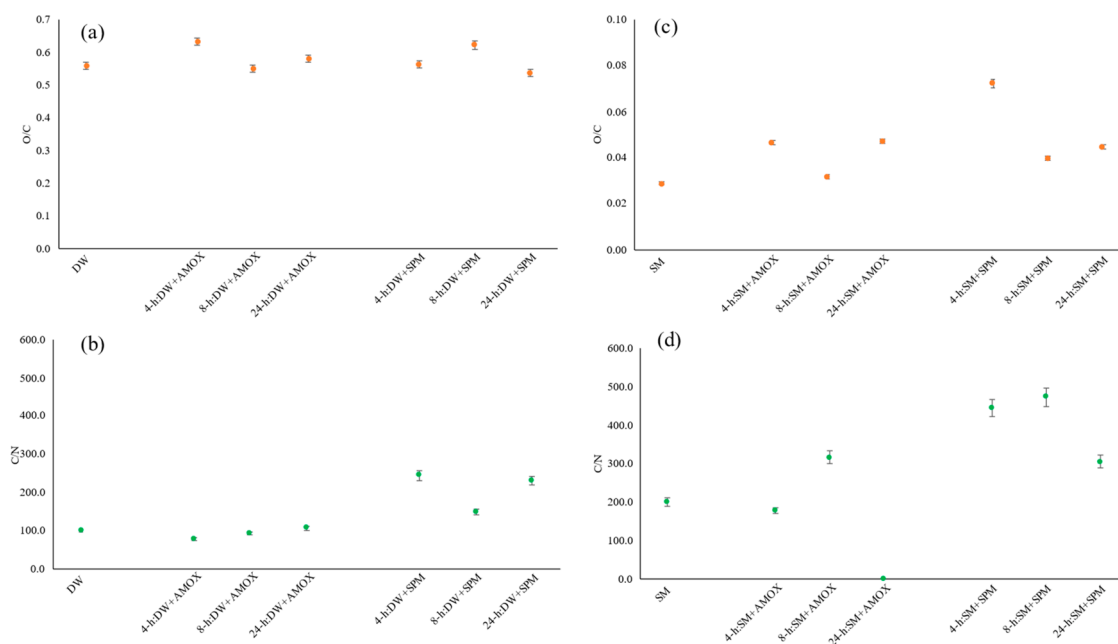 (a)
0.7
0.6
0.5
0.4
0.3
0.2
0.1
0.0
O/C
DW
4-h:DW+AMOX
8-h:DW+AMOX
24-h:DW+AMOX
4-h:DW+SPM
8-h:DW+SPM
24-h:DW+SPM
(c)
0.10
0.08
0.06
0.04
0.02
0.00
O/C
SM
4-h:SM+AMOX
8-h:SM+AMOX
24-h:SM+AMOX
4-h:SM+SPM
8-h:SM+SPM
24-h:SM+SPM
(b)
600.0
500.0
400.0
300.0
200.0
100.0
0.0
C/N
DW
4-h:DW+AMOX
8-h:DW+AMOX
24-h:DW+AMOX
4-h:DW+SPM
8-h:DW+SPM
24-h:DW+SPM
(d)
600.0
500.0
400.0
300.0
200.0
100.0
0.0
C/N
SM
4-h:SM+AMOX
8-h:SM+AMOX
24-h:SM+AMOX
4-h:SM+SPM
8-h:SM+SPM
24-h:SM+SPM